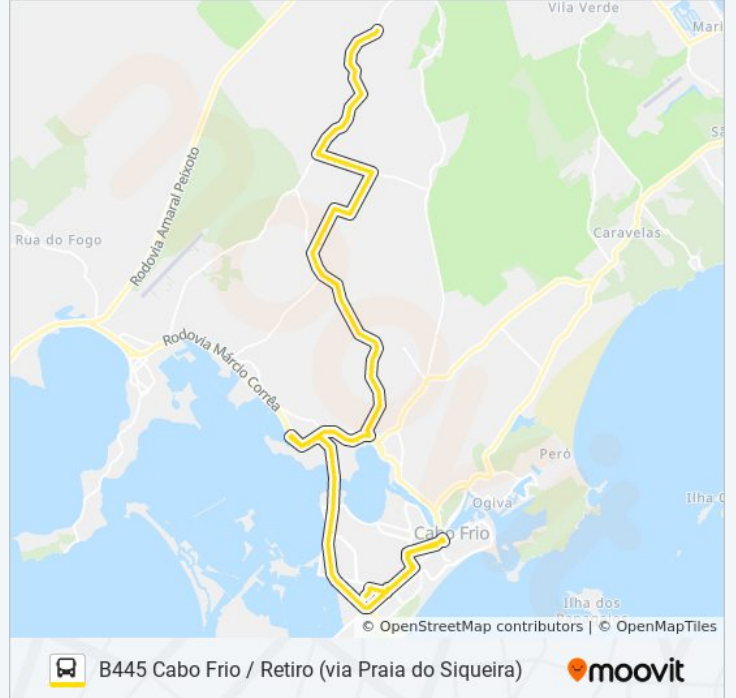 Vila Verde
Mari
Sã
Rodovia Amaral Peixoto
Rua do Fogo
Caravelas
Rodovia Márcio Corrêa
Peró
Ogiva
Ilha C
Cabo Frio
Ilha dos
© OpenStreetMap contributors | © OpenMapTiles
B445 Cabo Frio / Retiro (via Praia do Siqueira)
moovit